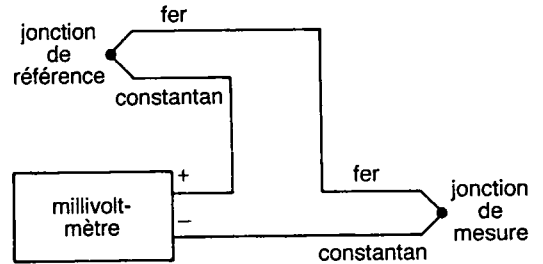 fer
jonction
de
référence
constantan
+
millivolt-
mètre
–
fer
jonction
de
mesure
constantan